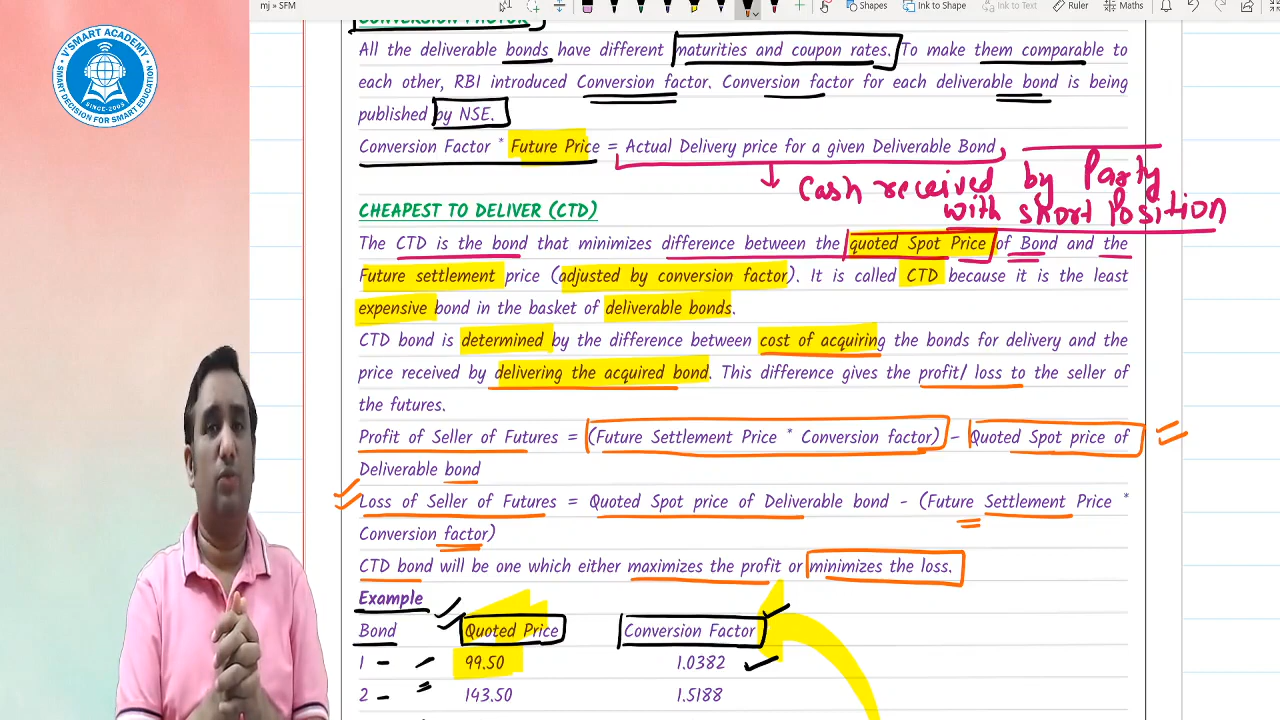 mj » SFM
Shapes
Ink to Shape
Ink to Text
Ruler
Maths
V'SMART ACADEMY
SINCE-2005
SMART DECISION FOR SMART EDUCATION
CONVERSION FACTOR
All the deliverable bonds have different maturities and coupon rates. To make them comparable to
each other, RBI introduced Conversion factor. Conversion factor for each deliverable bond is being
published by NSE.
Conversion Factor * Future Price = Actual Delivery price for a given Deliverable Bond
Cash received by Party
with short Position
CHEAPEST TO DELIVER (CTD)
The CTD is the bond that minimizes difference between the quoted Spot Price of Bond and the
Future settlement price (adjusted by conversion factor). It is called CTD because it is the least
expensive bond in the basket of deliverable bonds.
CTD bond is determined by the difference between cost of acquiring the bonds for delivery and the
price received by delivering the acquired bond. This difference gives the profit/ loss to the seller of
the futures.
Profit of Seller of Futures = (Future Settlement Price * Conversion factor) - Quoted Spot price of
Deliverable bond
Loss of Seller of Futures = Quoted Spot price of Deliverable bond - (Future Settlement Price *
Conversion factor)
CTD bond will be one which either maximizes the profit or minimizes the loss.
Example
Bond Quoted Price Conversion Factor
1 99.50 1.0382
2 143.50 1.5188